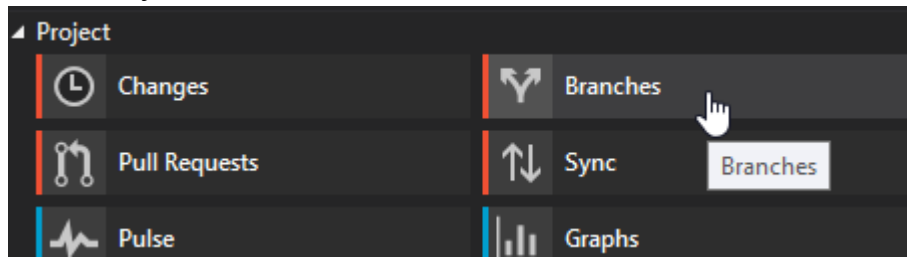 Project
Changes
Branches
Pull Requests
Sync
Branches
Pulse
Graphs